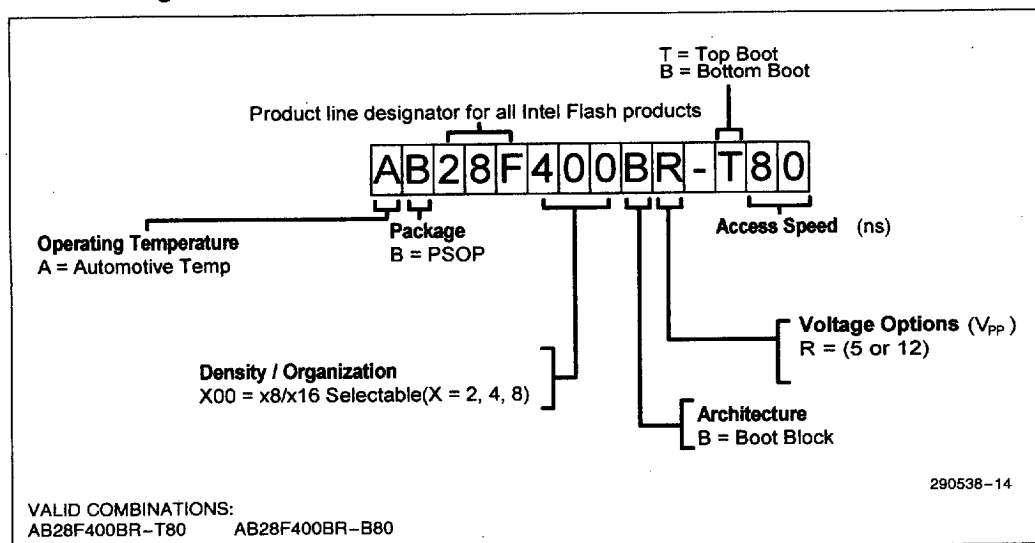 T = Top Boot
B = Bottom Boot
Product line designator for all Intel Flash products
AB28F400BR-T80
Operating Temperature
A = Automotive Temp
Package
B = PSOP
Access Speed (ns)
Voltage Options (VPP)
R = (5 or 12)
Density / Organization
X00 = x8/x16 Selectable(X = 2, 4, 8)
Architecture
B = Boot Block
290538-14
VALID COMBINATIONS:
AB28F400BR-T80 AB28F400BR-B80